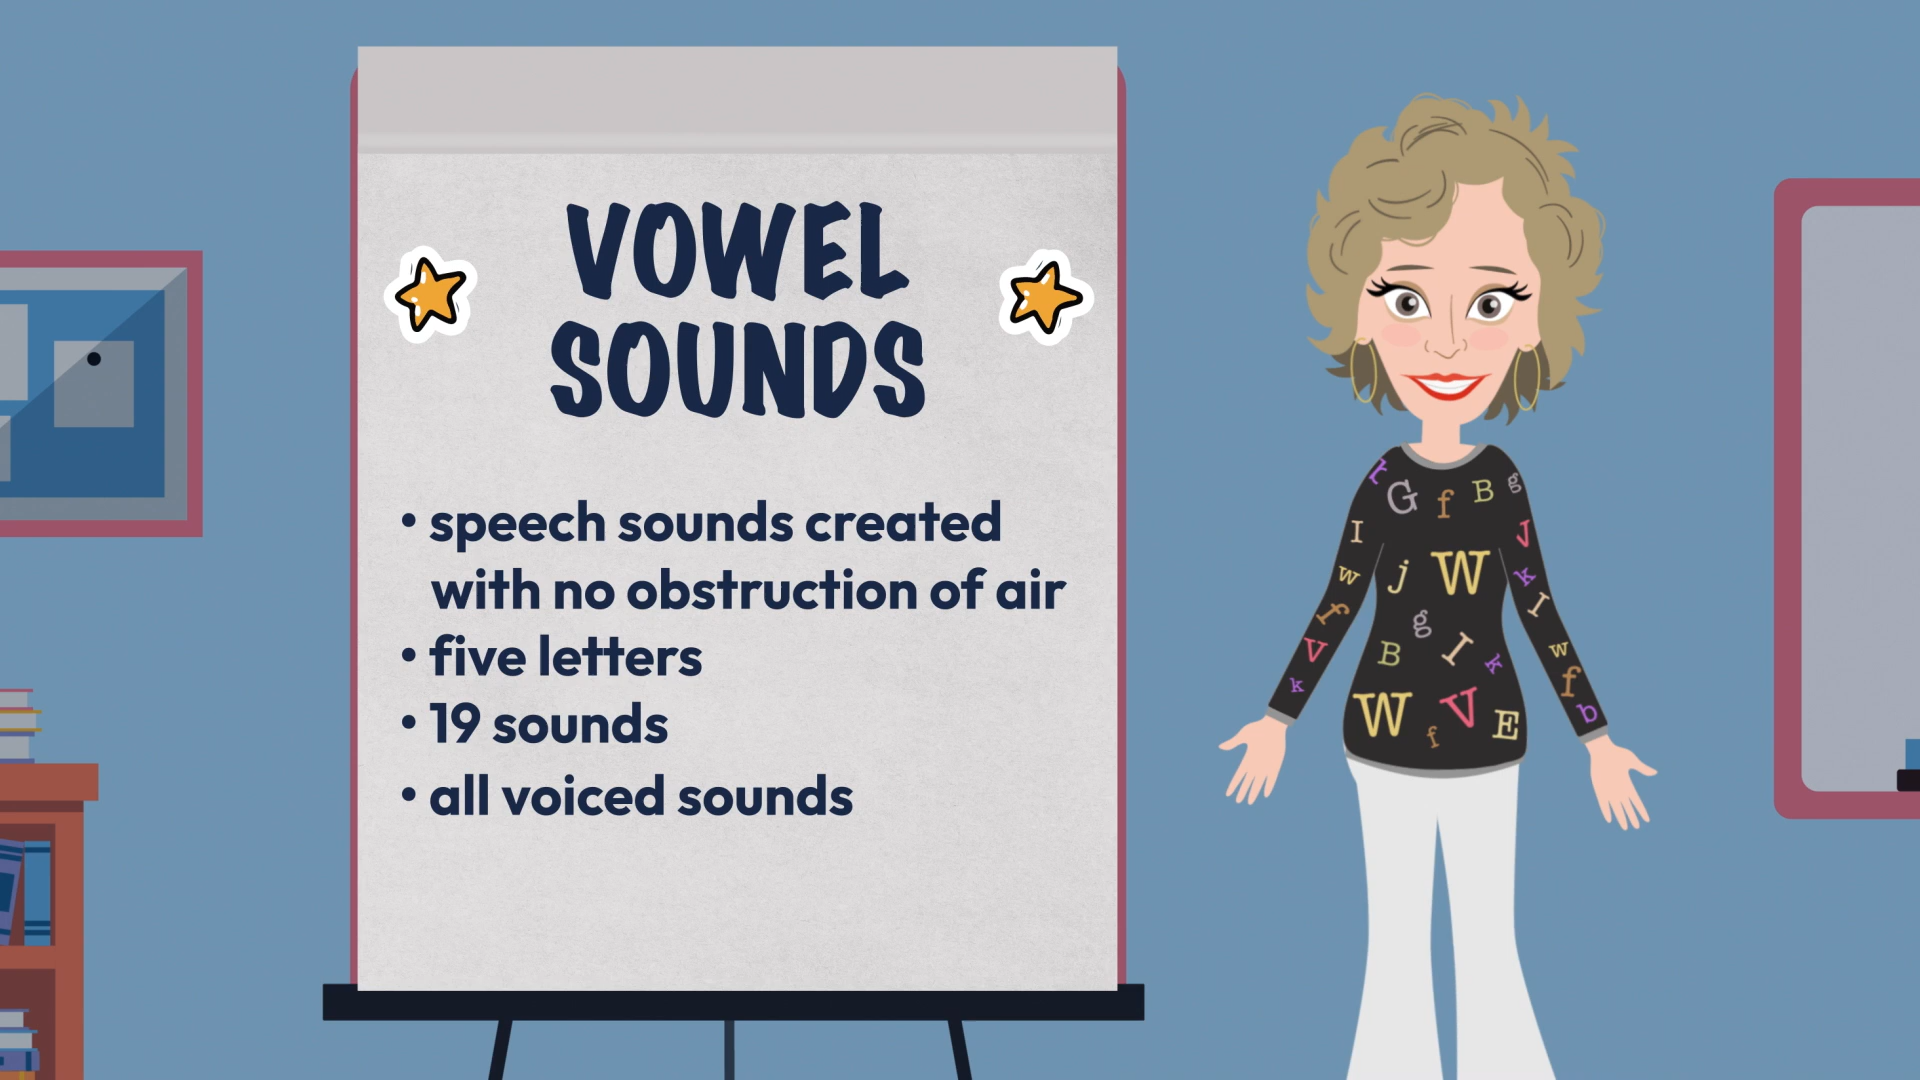 VOWEL
SOUNDS
• speech sounds created
with no obstruction of air
• five letters
• 19 sounds
• all voiced sounds
G f B g
I V
w j W k
f g I
V B I k w
k f
W V E b
f